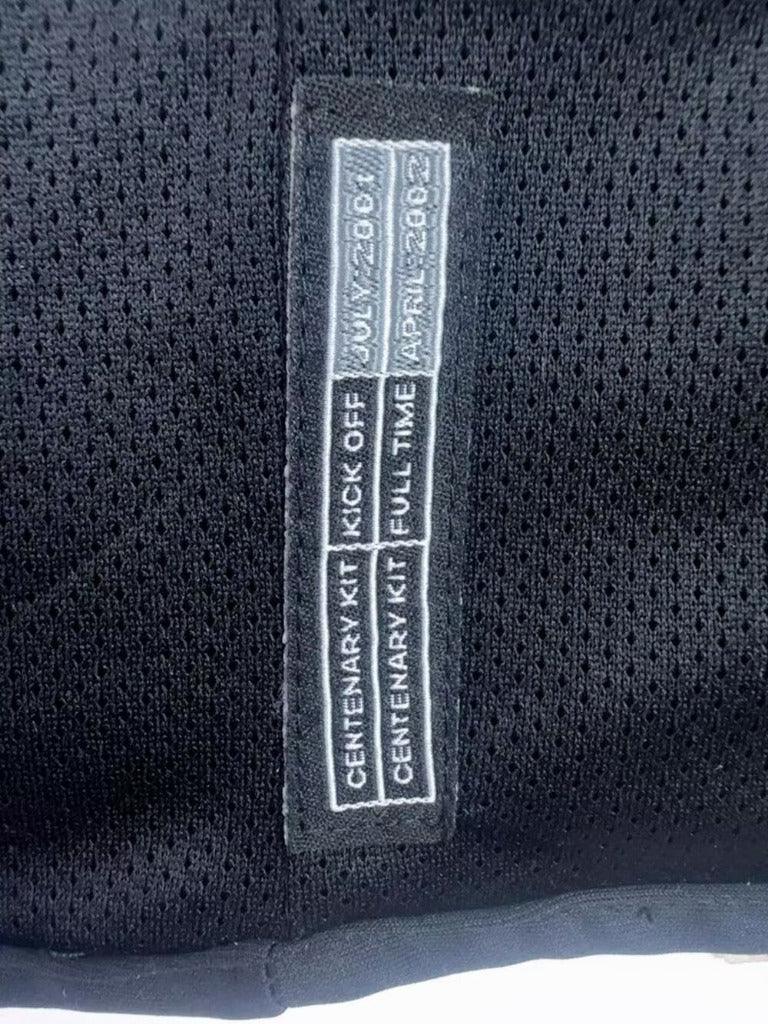 CENTENARY KIT KICK OFF JULY 2001
CENTENARY KIT FULL TIME APRIL 2002